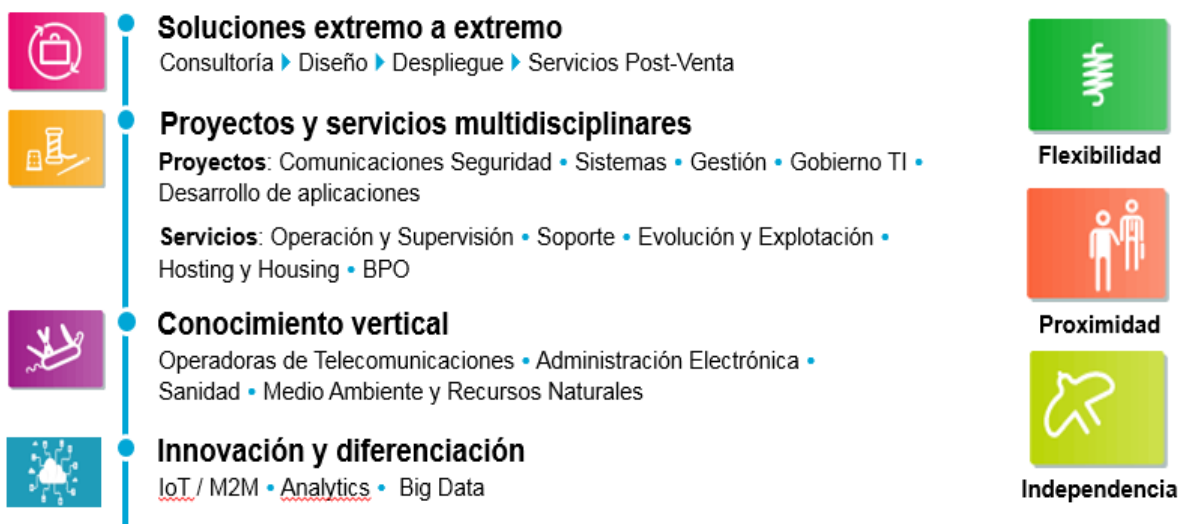 Soluciones extremo a extremo
Consultoría ▶ Diseño ▶ Despliegue ▶ Servicios Post-Venta
Proyectos y servicios multidisciplinares
Proyectos: Comunicaciones Seguridad • Sistemas • Gestión • Gobierno TI •
Desarrollo de aplicaciones
Servicios: Operación y Supervisión • Soporte • Evolución y Explotación •
Hosting y Housing • BPO
Conocimiento vertical
Operadoras de Telecomunicaciones • Administración Electrónica •
Sanidad • Medio Ambiente y Recursos Naturales
Innovación y diferenciación
IoT / M2M • Analytics • Big Data
Flexibilidad
Proximidad
Independencia